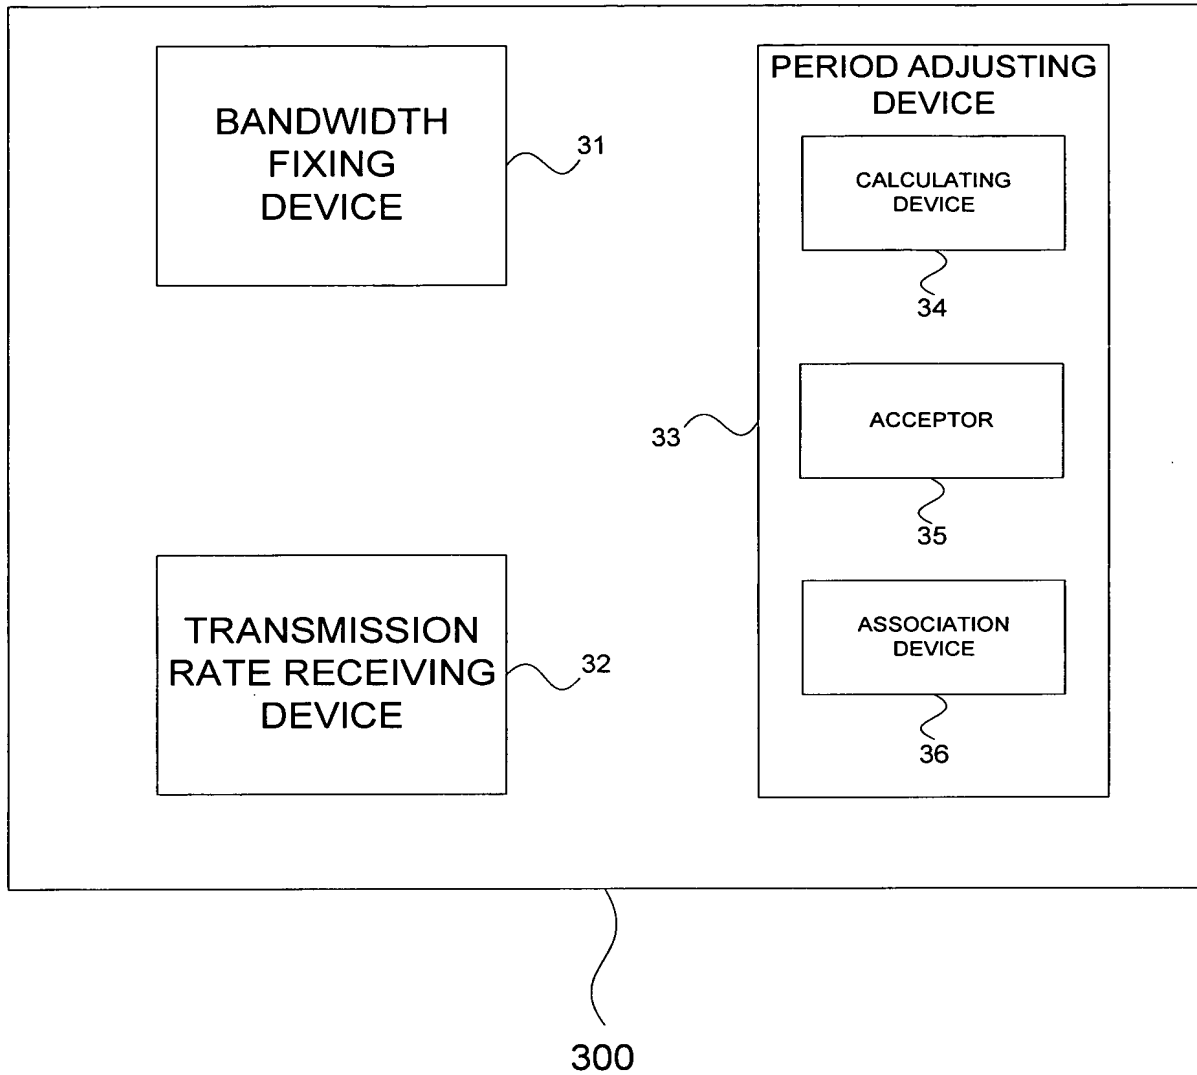 BANDWIDTH
FIXING
DEVICE
31
TRANSMISSION
RATE RECEIVING
DEVICE
32
PERIOD ADJUSTING
DEVICE
33
CALCULATING
DEVICE
34
ACCEPTOR
35
ASSOCIATION
DEVICE
36
300